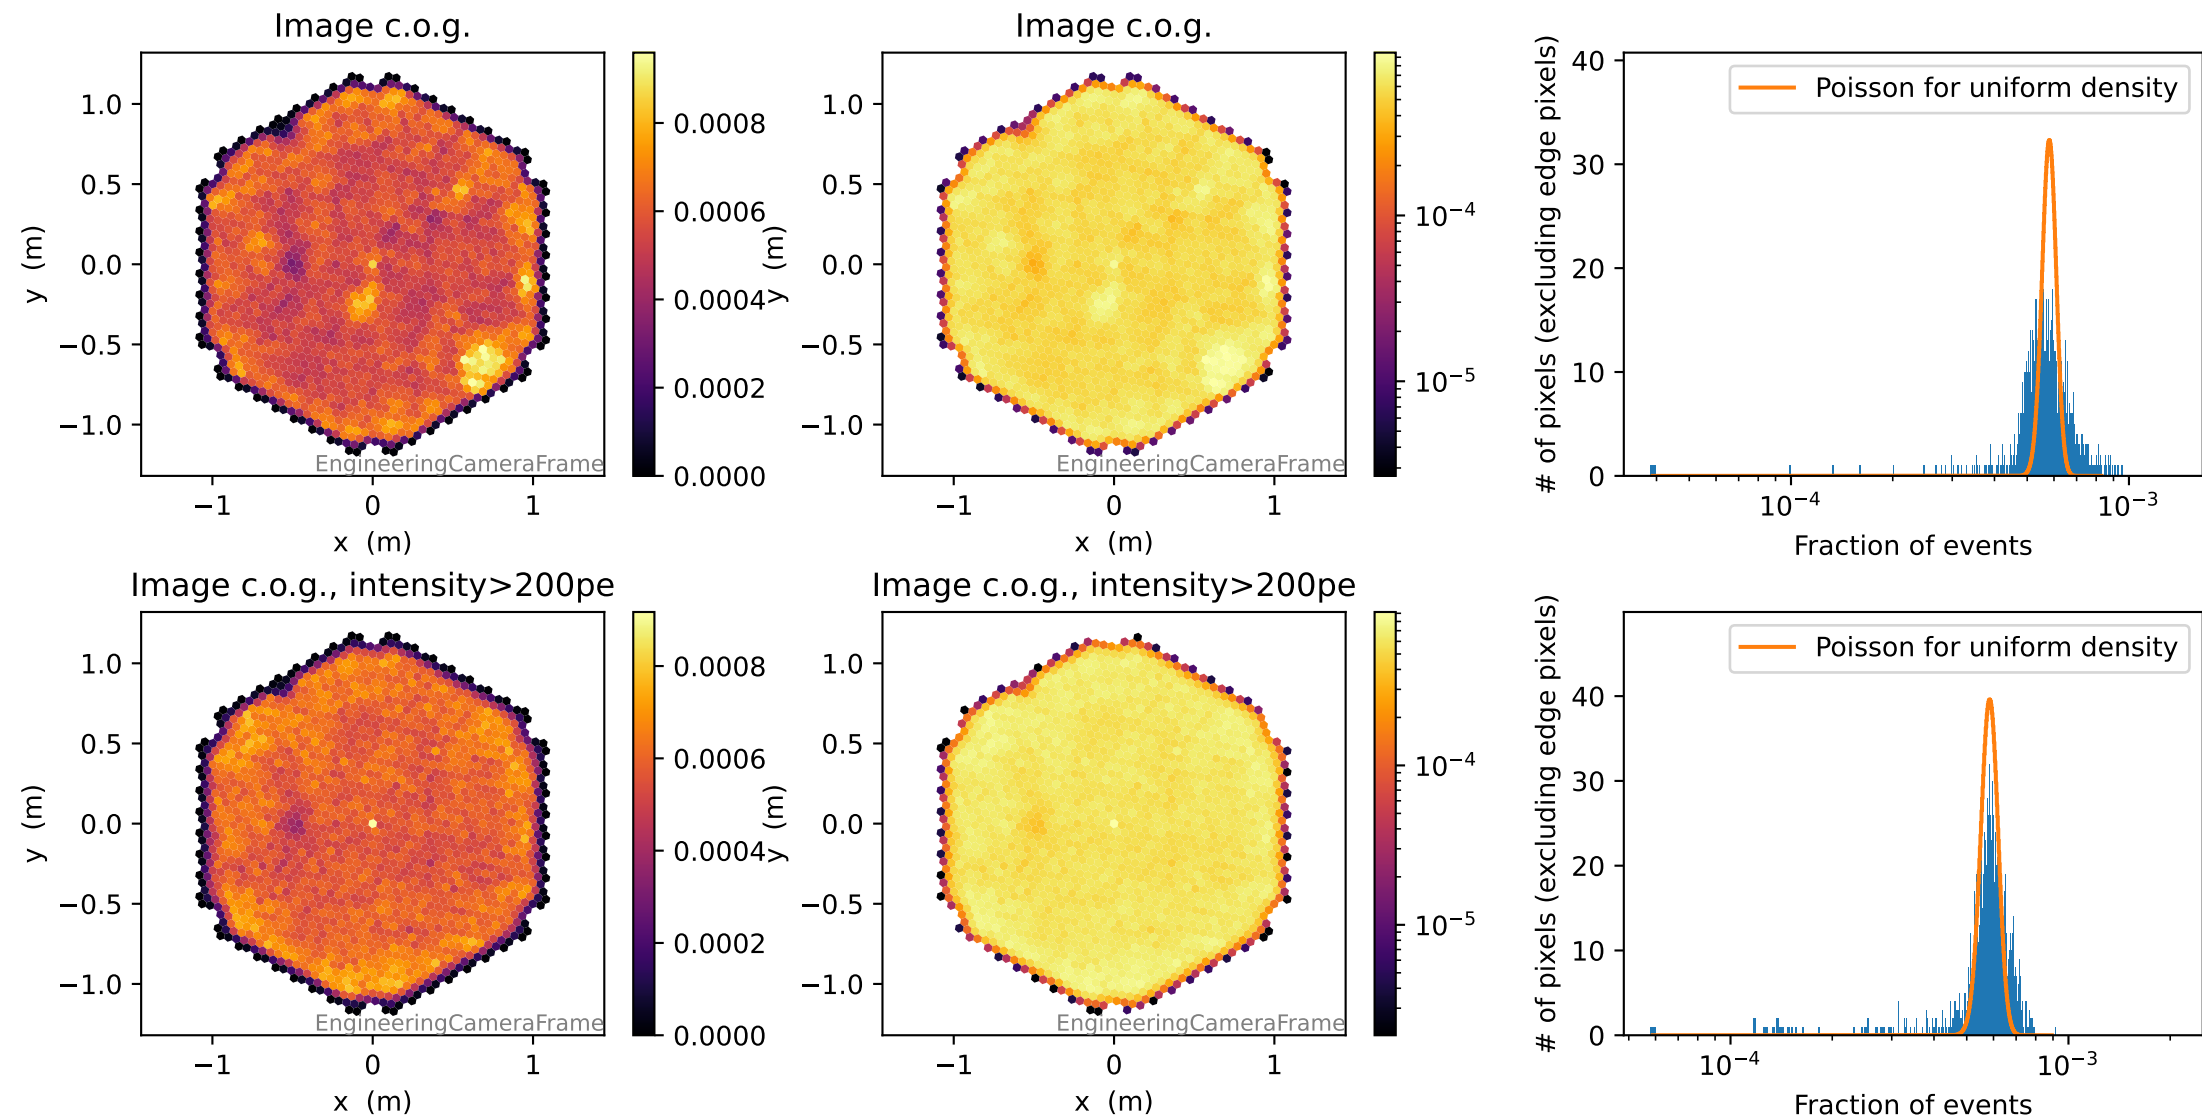 Image c.o.g.
y (m)
1.0
0.5
0.0
−0.5
−1.0
−1
0
1
x (m)
EngineeringCameraFrame
0.0008
0.0006
0.0004
0.0002
0.0000
Image c.o.g.
y (m)
1.0
0.5
0.0
−0.5
−1.0
−1
0
1
x (m)
EngineeringCameraFrame
10⁻⁴
10⁻⁵
# of pixels (excluding edge pixels)
40
30
20
10
0
Poisson for uniform density
10⁻⁴
10⁻³
Fraction of events
Image c.o.g., intensity>200pe
y (m)
1.0
0.5
0.0
−0.5
−1.0
−1
0
1
x (m)
EngineeringCameraFrame
0.0008
0.0006
0.0004
0.0002
0.0000
Image c.o.g., intensity>200pe
y (m)
1.0
0.5
0.0
−0.5
−1.0
−1
0
1
x (m)
EngineeringCameraFrame
10⁻⁴
10⁻⁵
# of pixels (excluding edge pixels)
40
30
20
10
0
Poisson for uniform density
10⁻⁴
10⁻³
Fraction of events